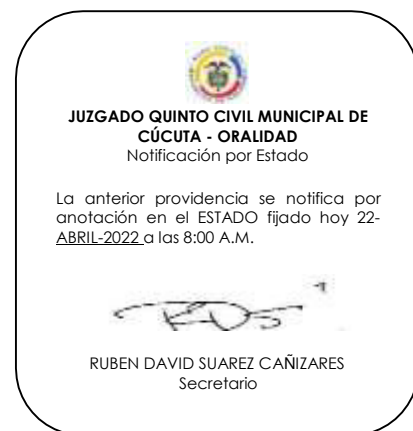 JUZGADO QUINTO CIVIL MUNICIPAL DE
CÚCUTA - ORALIDAD
Notificación por Estado
La anterior providencia se notifica por
anotación en el ESTADO fijado hoy 22-
ABRIL-2022 a las 8:00 A.M.
RUBEN DAVID SUAREZ CAÑIZARES
Secretario